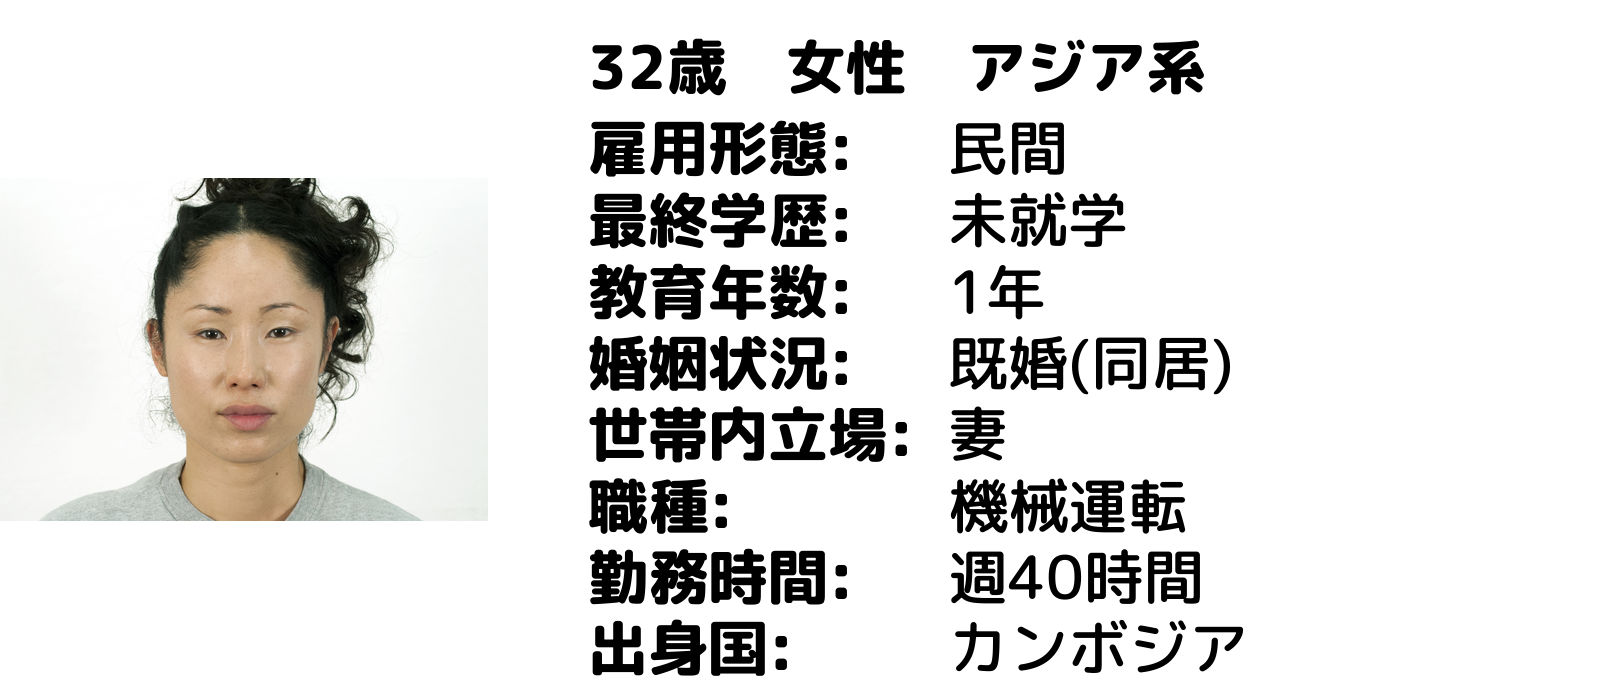 32歳　女性　アジア系
雇用形態: 民間
最終学歴: 未就学
教育年数: 1年
婚姻状況: 既婚(同居)
世帯内立場: 妻
職種: 機械運転
勤務時間: 週40時間
出身国: カンボジア